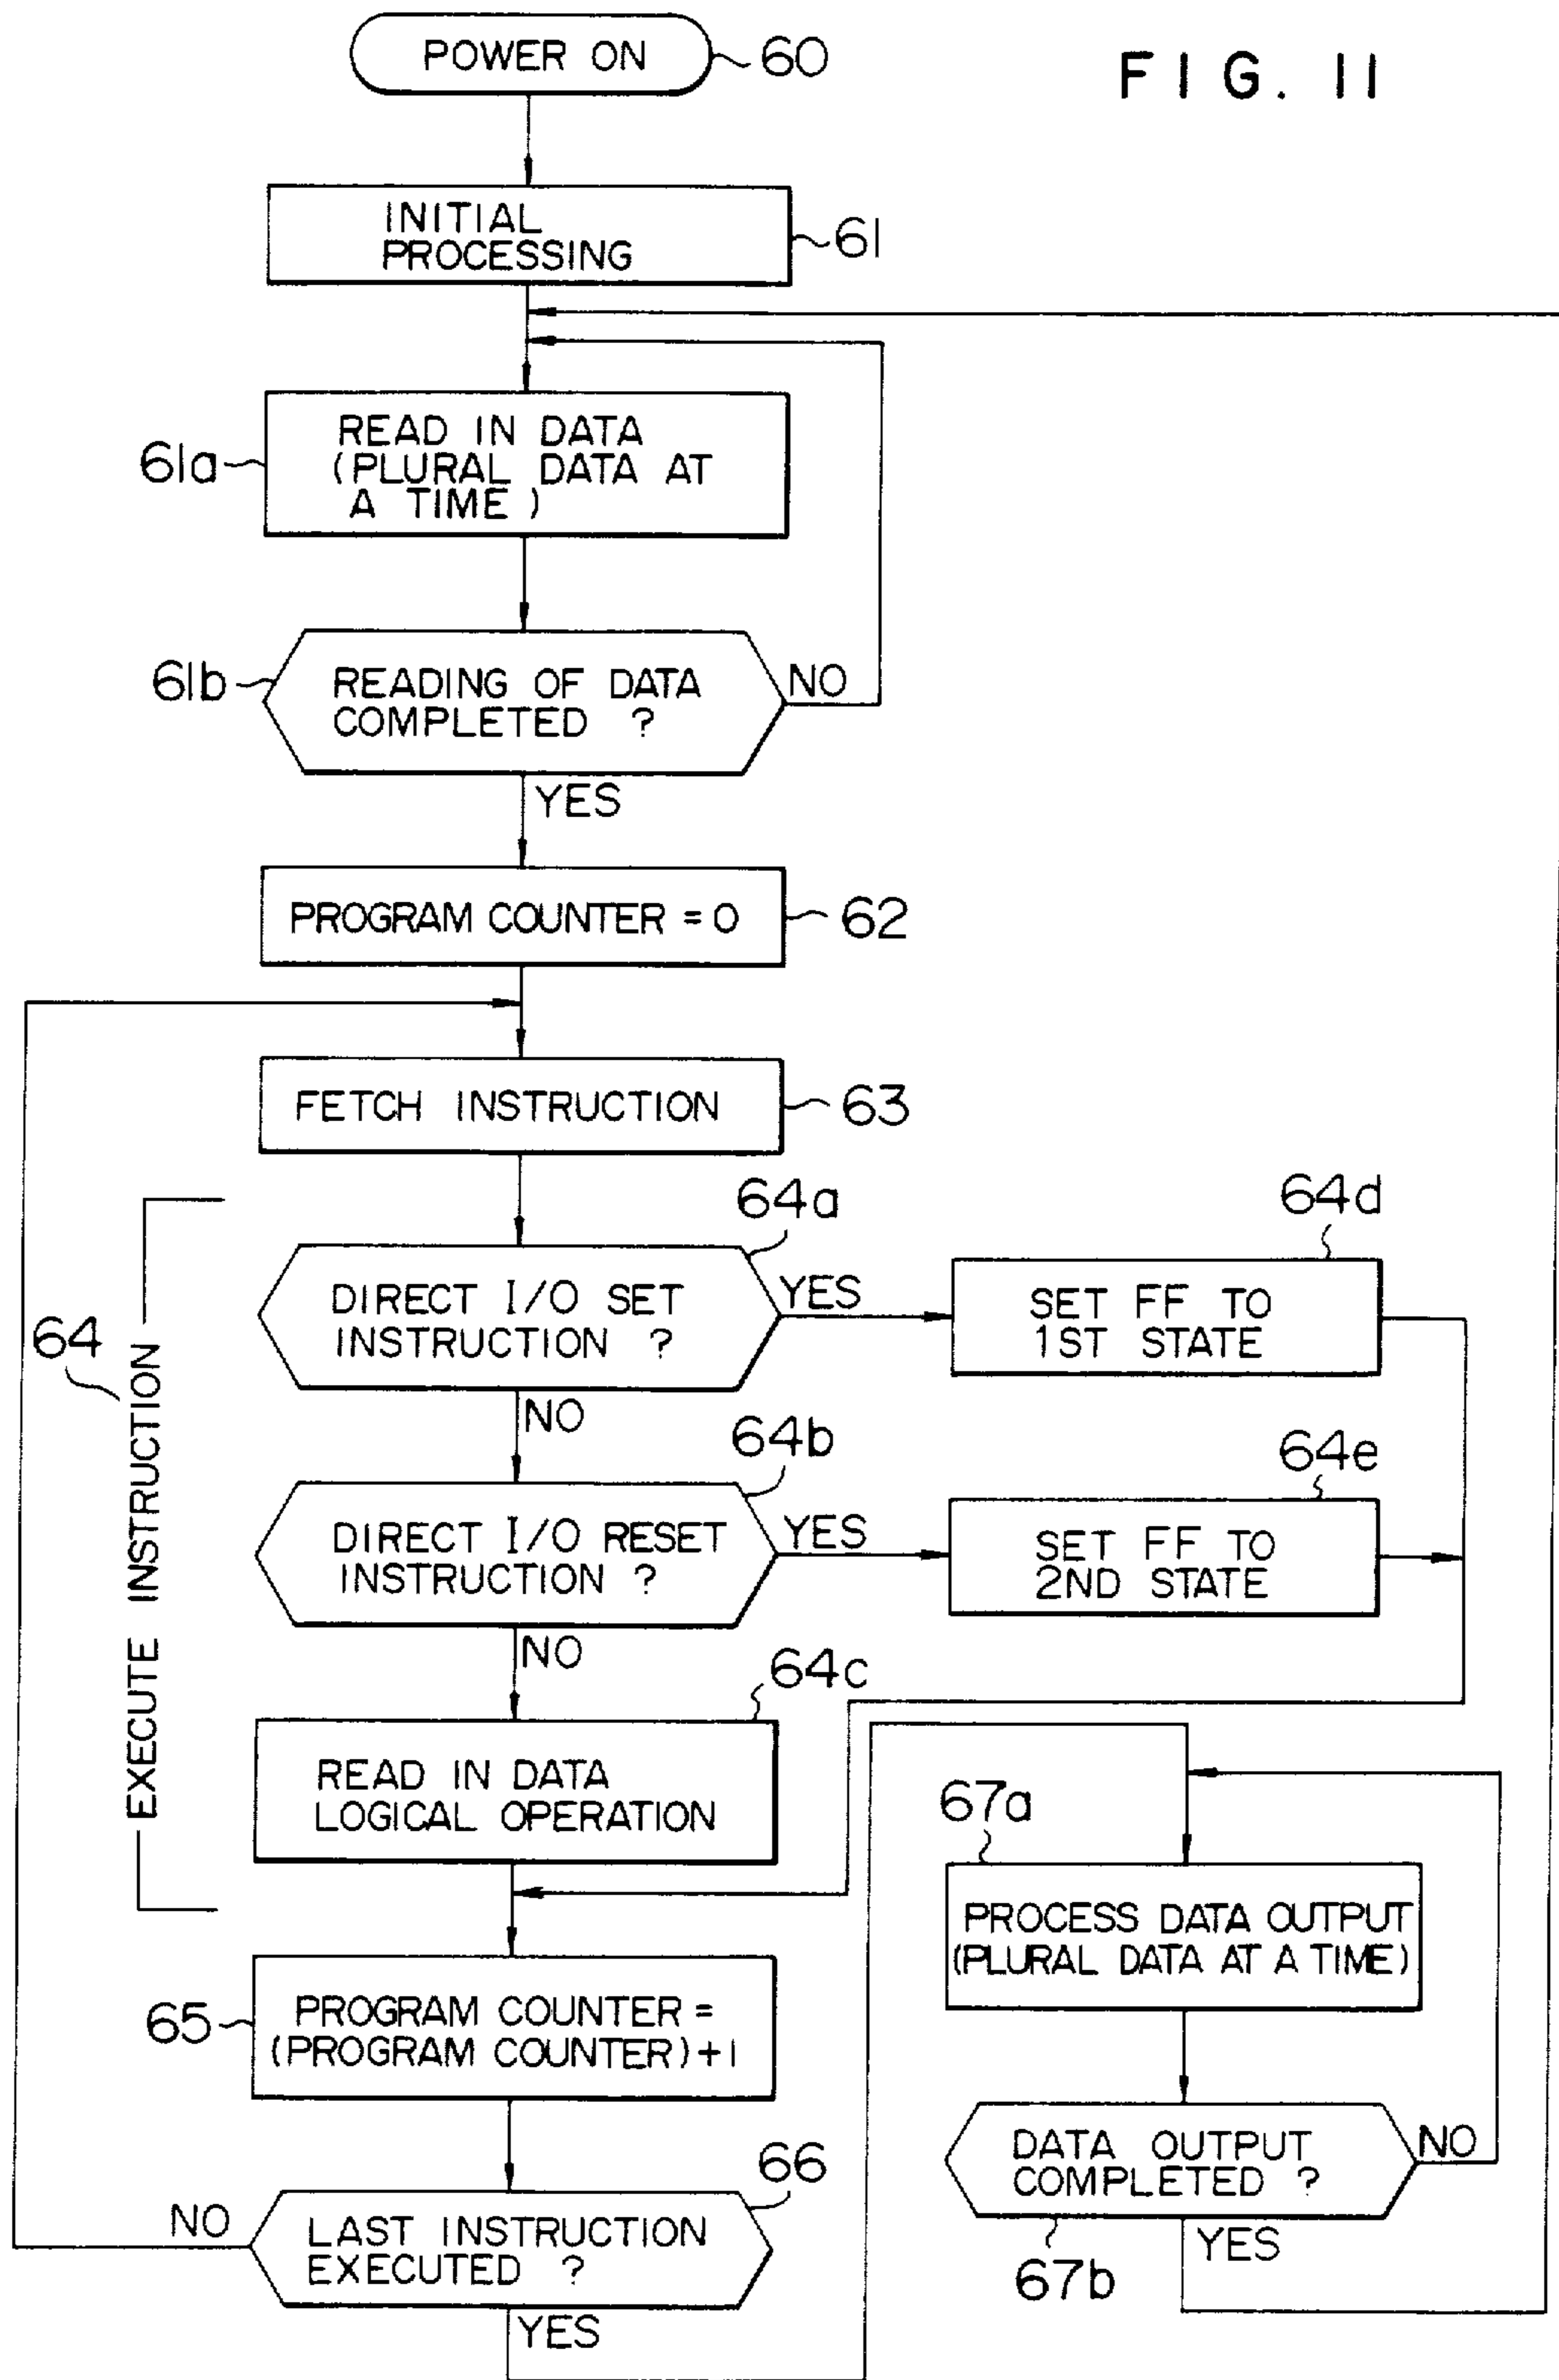 FIG. 11
POWER ON
60
INITIAL
PROCESSING
61
READ IN DATA
(PLURAL DATA AT
A TIME)
61a
READING OF DATA
COMPLETED ?
61b
NO
YES
PROGRAM COUNTER = 0
62
FETCH INSTRUCTION
63
64
EXECUTE INSTRUCTION
64a
DIRECT I/O SET
INSTRUCTION ?
YES
NO
64d
SET FF TO
1ST STATE
64b
DIRECT I/O RESET
INSTRUCTION ?
YES
NO
64e
SET FF TO
2ND STATE
64c
READ IN DATA
LOGICAL OPERATION
65
PROGRAM COUNTER =
(PROGRAM COUNTER)+1
66
LAST INSTRUCTION
EXECUTED ?
NO
YES
67a
PROCESS DATA OUTPUT
(PLURAL DATA AT A TIME)
DATA OUTPUT
COMPLETED ?
NO
67b
YES